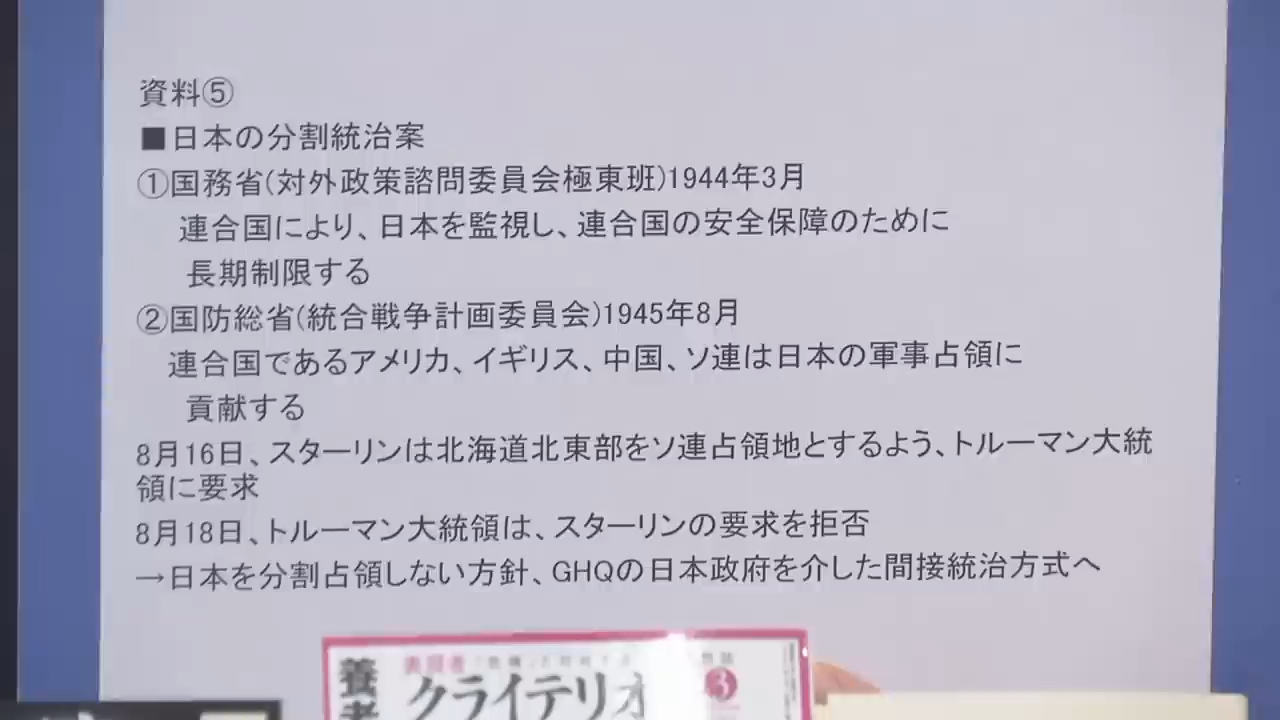 資料⑤
■日本の分割統治案
①国務省(対外政策諮問委員会極東班)1944年3月
連合国により、日本を監視し、連合国の安全保障のために
長期制限する
②国防総省(統合戦争計画委員会)1945年8月
連合国であるアメリカ、イギリス、中国、ソ連は日本の軍事占領に
貢献する
8月16日、スターリンは北海道北東部をソ連占領地とするよう、トルーマン大統
領に要求
8月18日、トルーマン大統領は、スターリンの要求を拒否
→日本を分割占領しない方針、GHQの日本政府を介した間接統治方式へ
表現者
クライテリオ
3
養